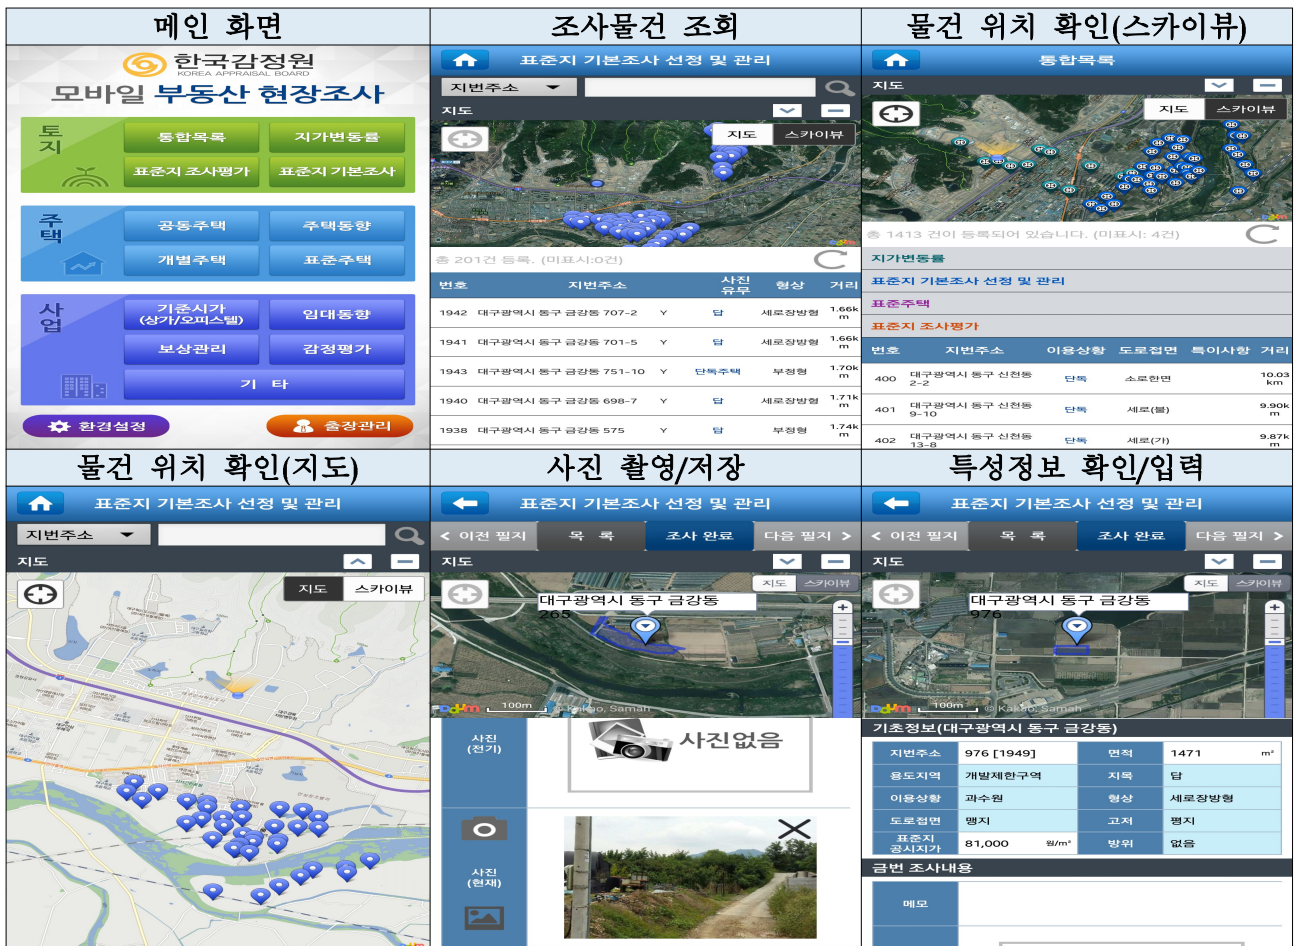 메인 화면
한국감정원
KOREA APPRAISAL BOARD
모바일 부동산 현장조사
토지
통합목록
지가변동률
표준지 조사평가
표준지 기본조사
주택
공동주택
주택동향
개별주택
표준주택
사업
기준시가
(상가/오피스텔)
임대동향
보상관리
감정평가
기 타
환경설정
출장관리
조사물건 조회
표준지 기본조사 선정 및 관리
지번주소
지도
지도 스카이뷰
총 201건 등록. (미표시:0건)
번호 지번주소 사진유무 형상 거리
1942 대구광역시 동구 금강동 707-2 Y 답 세로장방형 1.66km
1941 대구광역시 동구 금강동 701-5 Y 답 세로장방형 1.66km
1943 대구광역시 동구 금강동 751-10 Y 단독주택 부정형 1.70km
1940 대구광역시 동구 금강동 698-7 Y 답 세로장방형 1.71km
1938 대구광역시 동구 금강동 575 Y 답 부정형 1.74km
물건 위치 확인(스카이뷰)
통합목록
지도
지도 스카이뷰
총 1413 건이 등록되어 있습니다. (미표시: 4건)
지가변동률
표준지 기본조사 선정 및 관리
표준주택
표준지 조사평가
번호 지번주소 이용상황 도로접면 특이사항 거리
400 대구광역시 동구 신천동 2-2 단독 소로한면 10.03km
401 대구광역시 동구 신천동 9-10 단독 세로(불) 9.90km
402 대구광역시 동구 신천동 13-8 단독 세로(가) 9.87km
물건 위치 확인(지도)
표준지 기본조사 선정 및 관리
지번주소
지도
지도 스카이뷰
사진 촬영/저장
표준지 기본조사 선정 및 관리
< 이전 필지 목 록 조사 완료 다음 필지 >
지도
지도 스카이뷰
대구광역시 동구 금강동
265
100m © Kakao, Samah
사진
(전기)
사진없음
사진
(현재)
특성정보 확인/입력
표준지 기본조사 선정 및 관리
< 이전 필지 목 록 조사 완료 다음 필지 >
지도
지도 스카이뷰
대구광역시 동구 금강동
976
100m © Kakao, Samah
기초정보(대구광역시 동구 금강동)
지번주소 976 [1949] 면적 1471 m²
용도지역 개발제한구역 지목 답
이용상황 과수원 형상 세로장방형
도로접면 맹지 고저 평지
표준지 공시지가 81,000 원/m² 방위 없음
금번 조사내용
메모